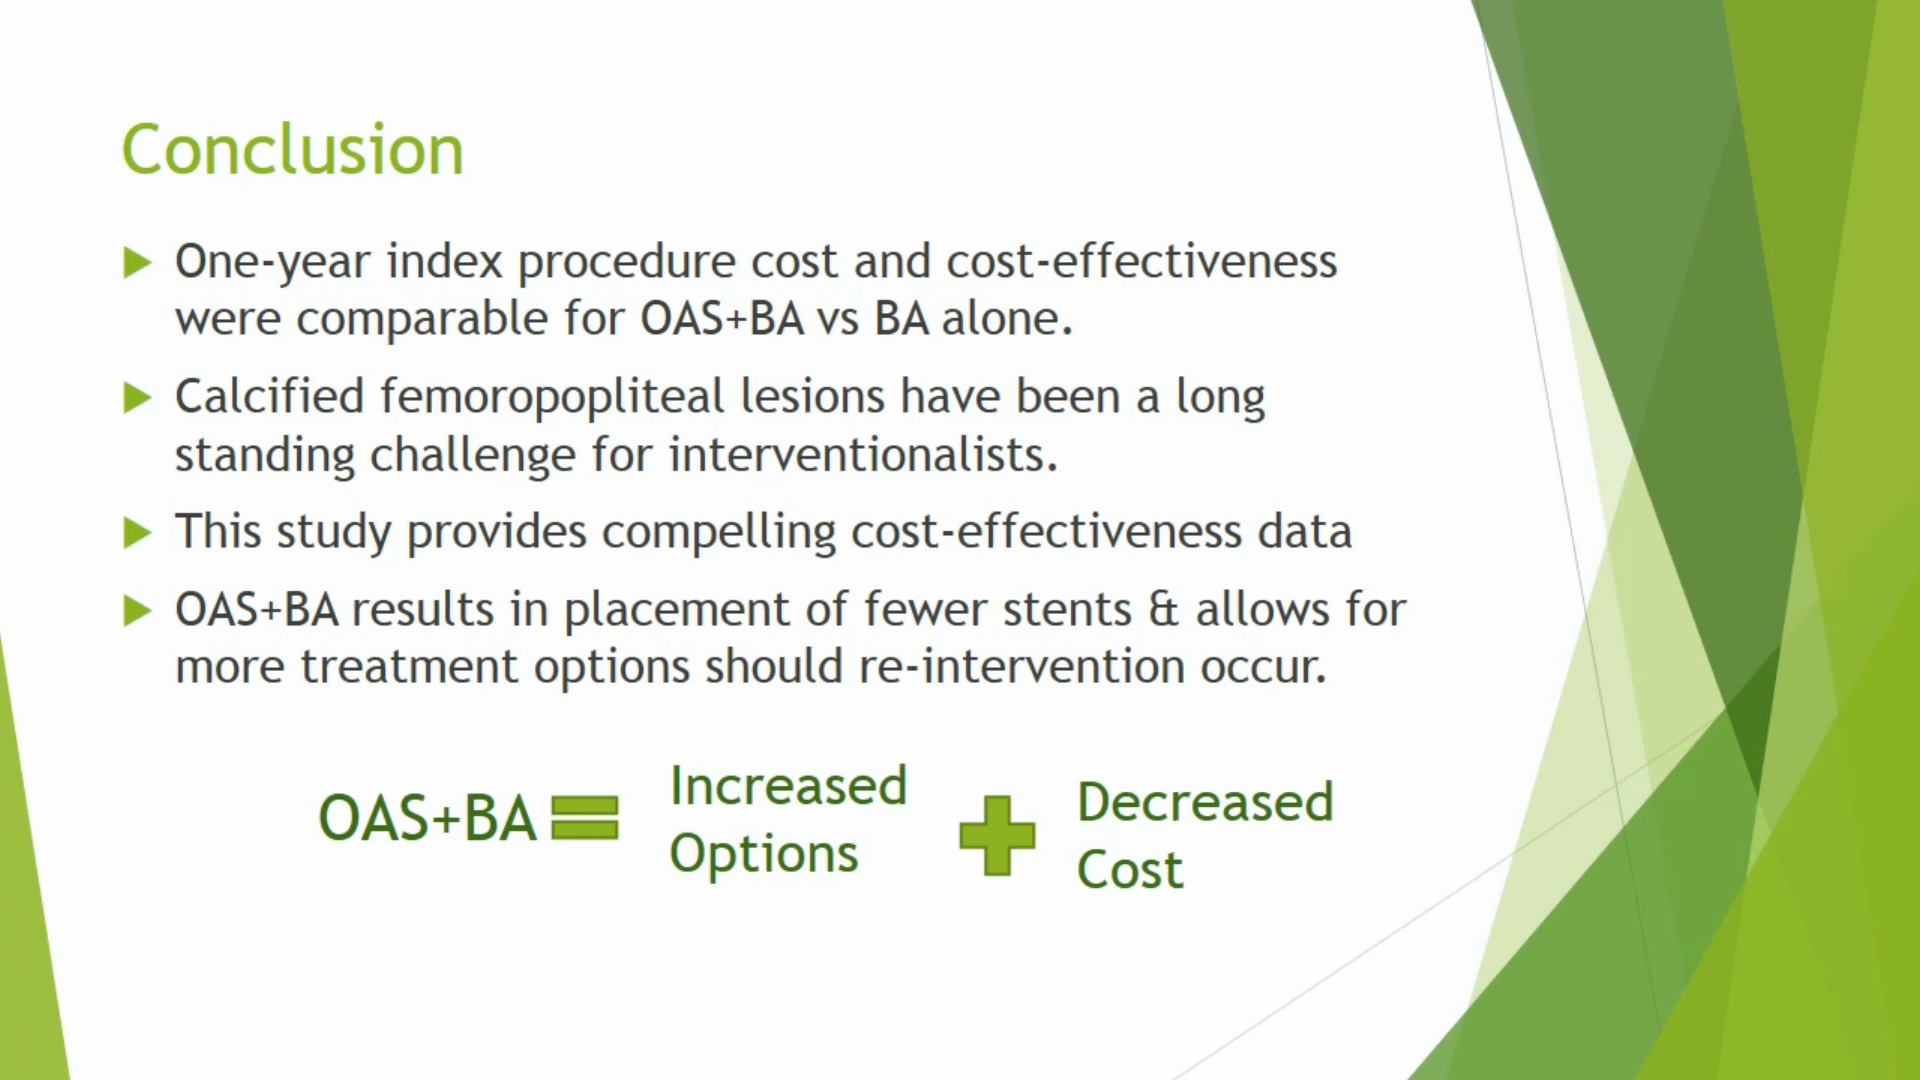 Conclusion
One-year index procedure cost and cost-effectiveness
were comparable for OAS+BA vs BA alone.
Calcified femoropopliteal lesions have been a long
standing challenge for interventionalists.
This study provides compelling cost-effectiveness data
OAS+BA results in placement of fewer stents & allows for
more treatment options should re-intervention occur.
OAS+BA
Increased
Options
Decreased
Cost